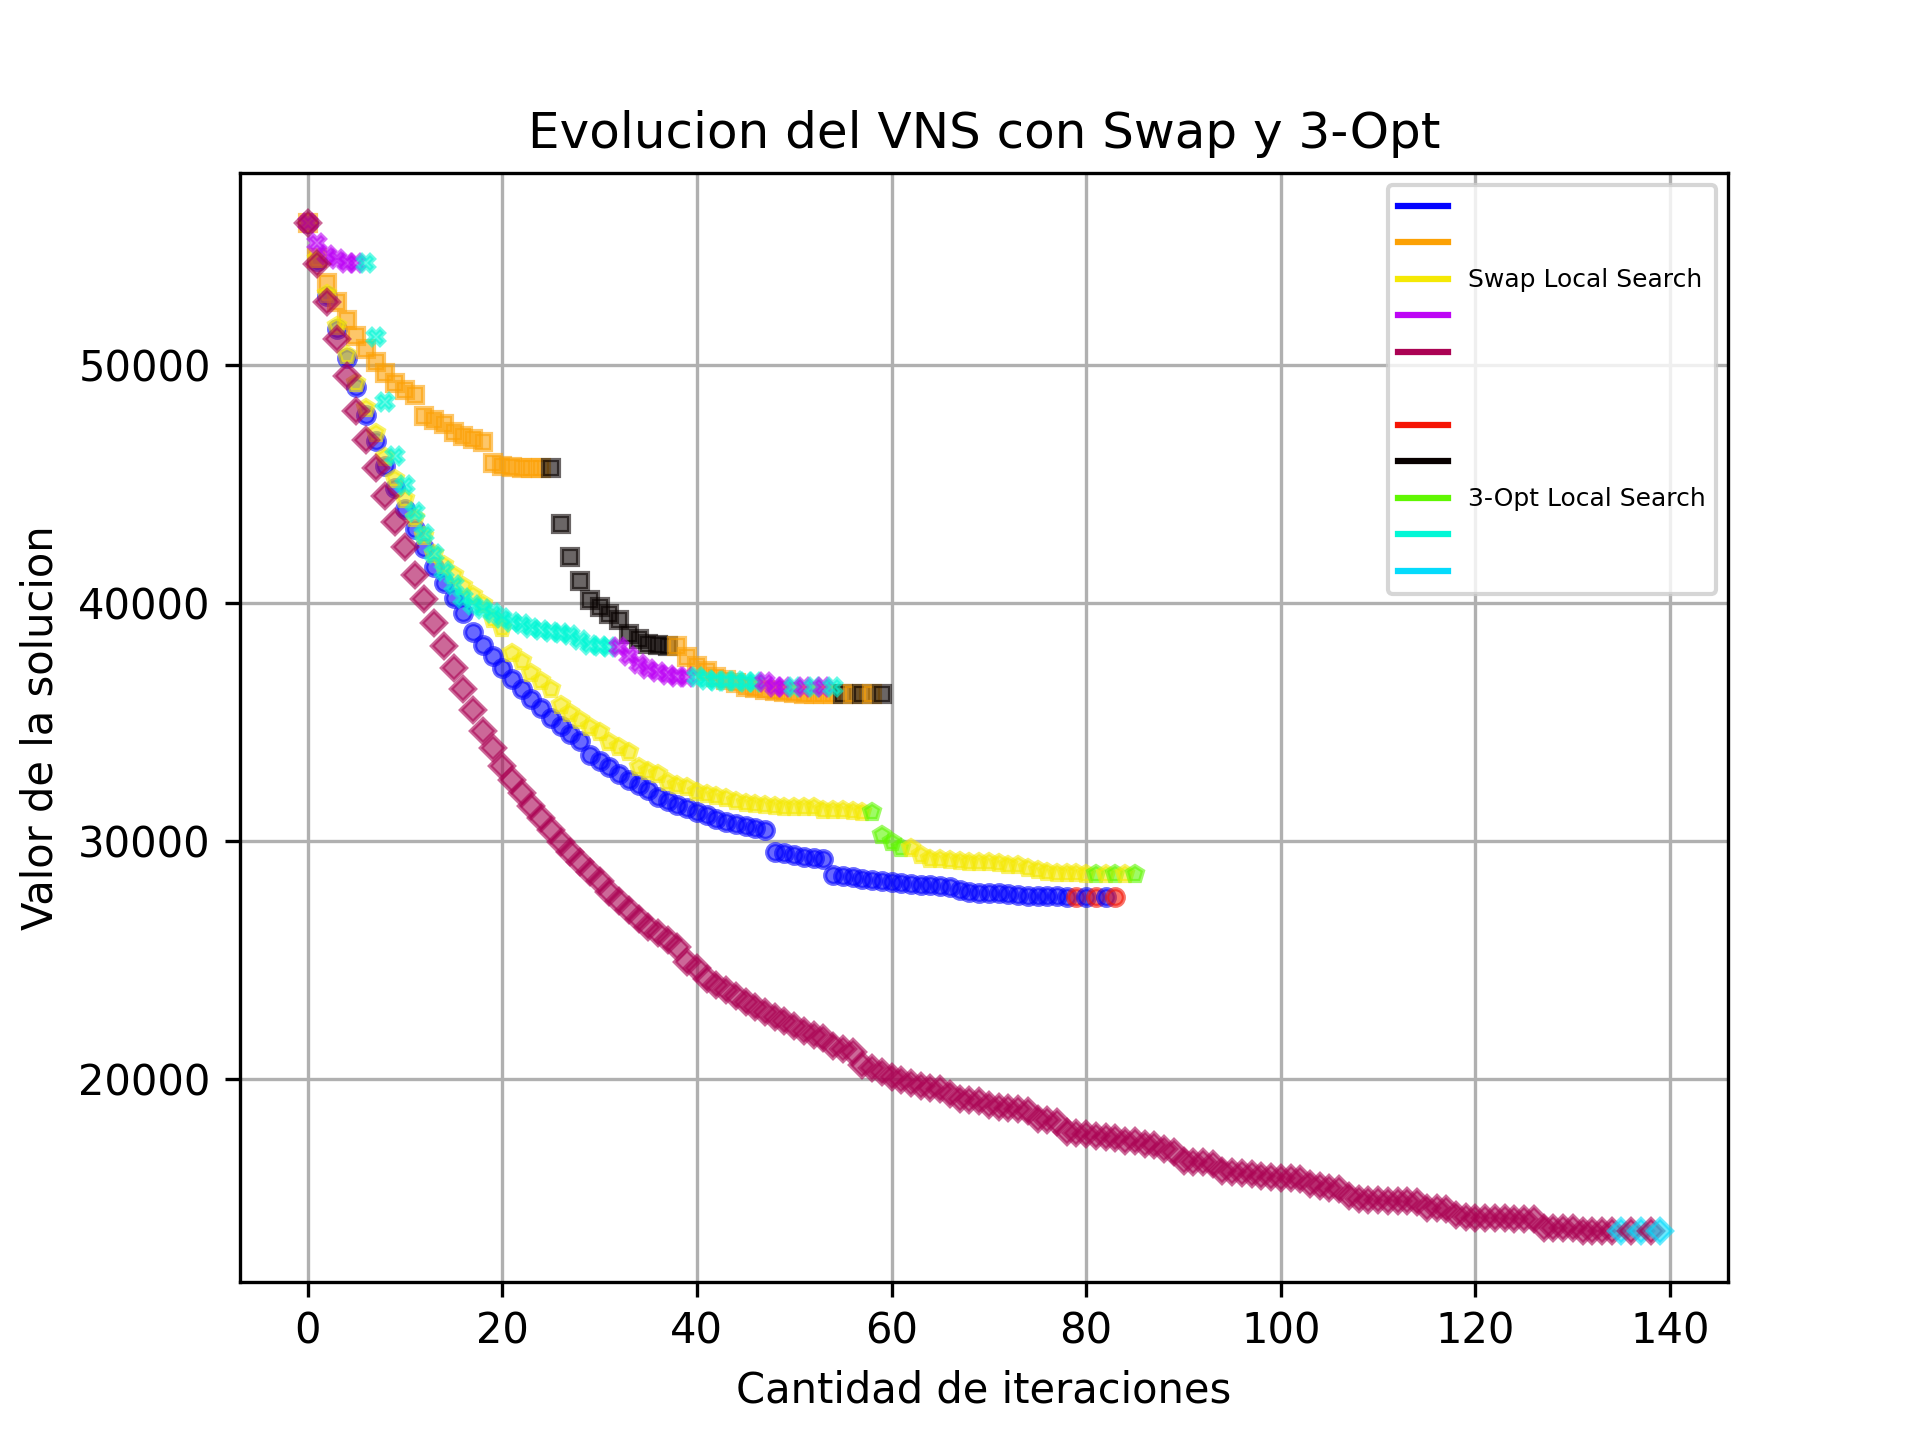 Evolucion del VNS con Swap y 3-Opt
Swap Local Search
3-Opt Local Search
Valor de la solucion
50000
40000
30000
20000
0 20 40 60 80 100 120 140
Cantidad de iteraciones